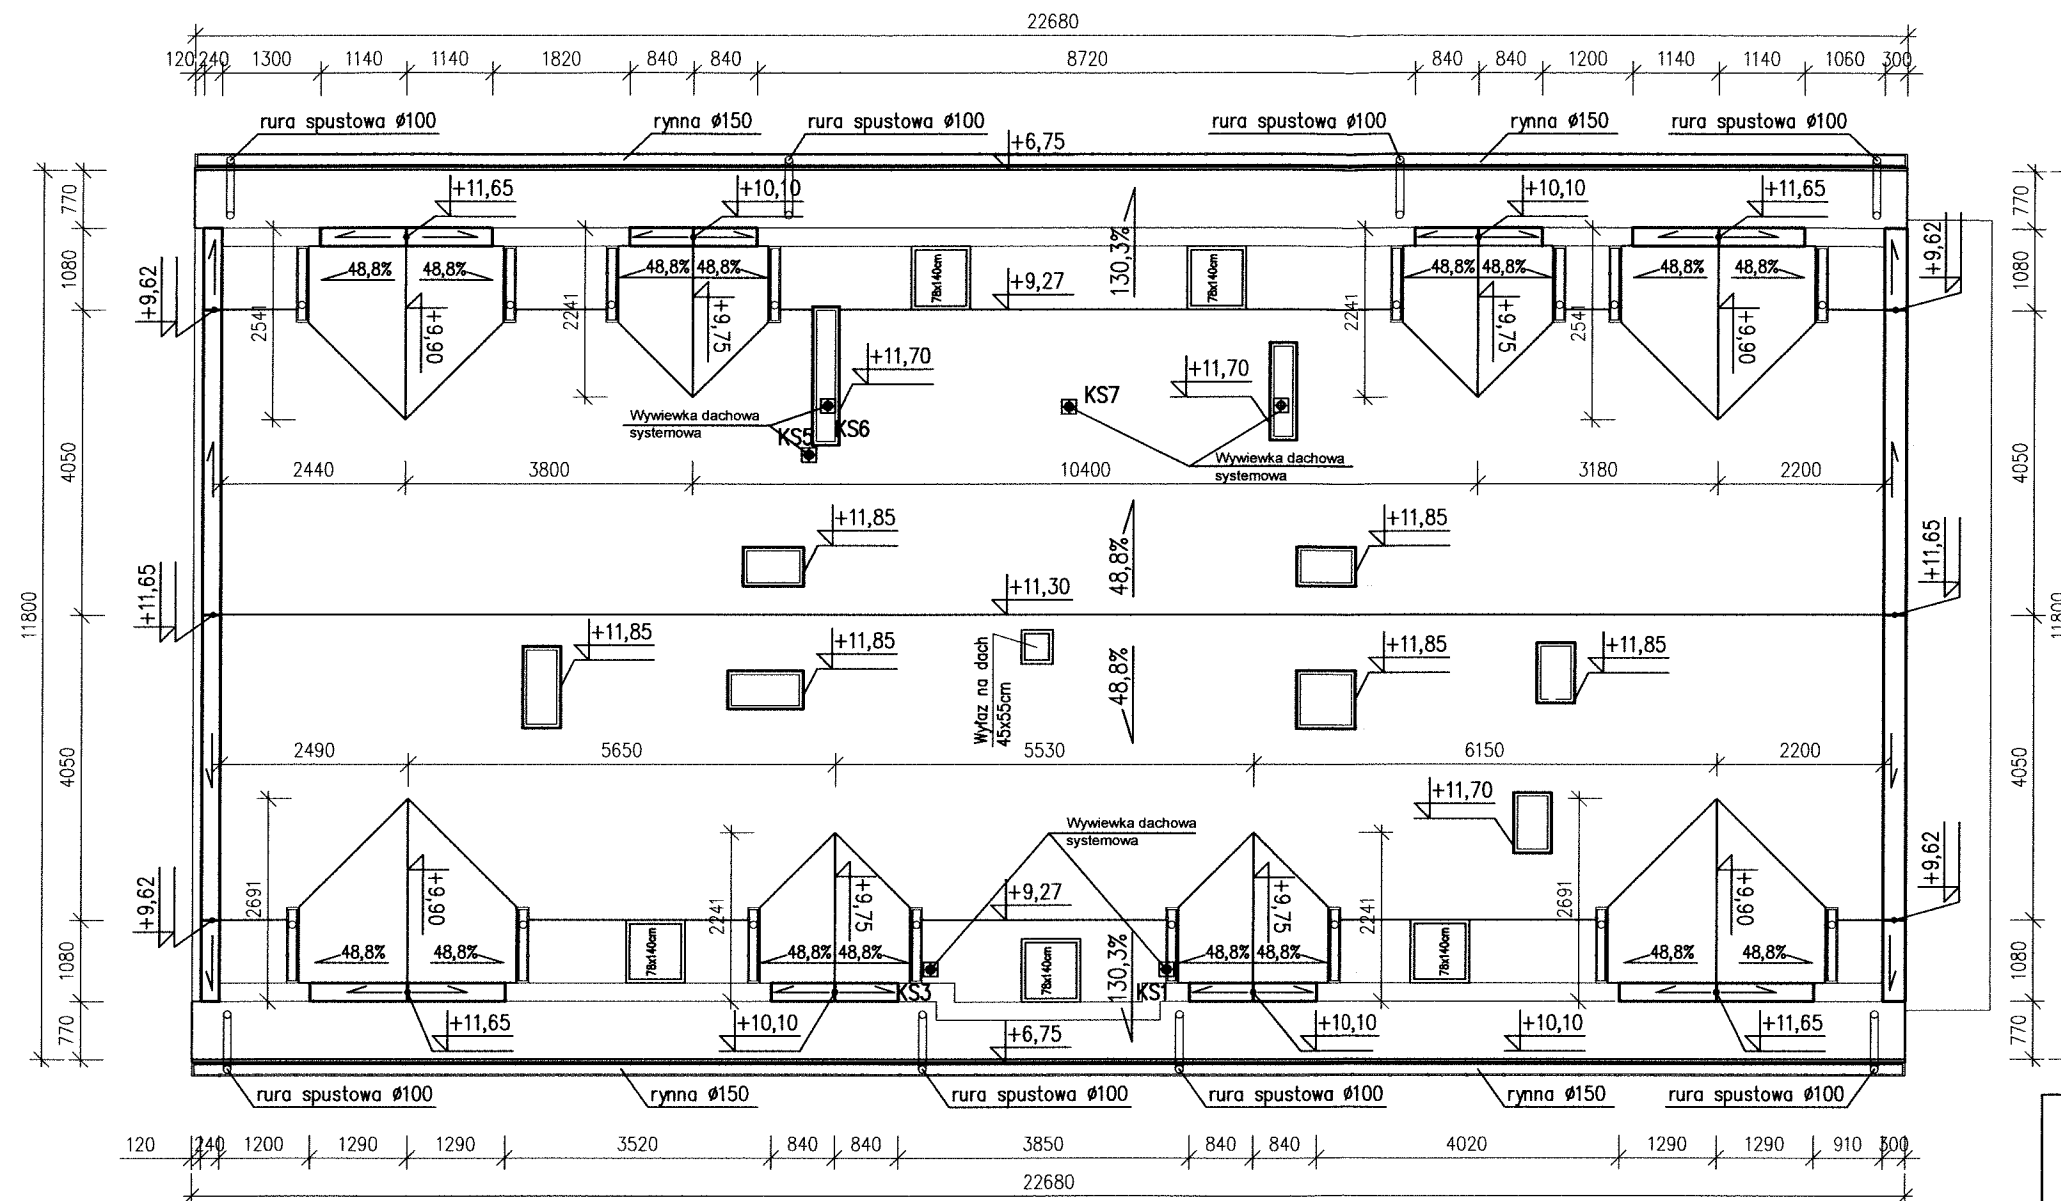 22680
120 240 1300 1140 1140 1820 840 840 8720 840 840 1200 1140 1140 1060 300
rura spustowa ø100 rynna ø150 rura spustowa ø100 +6,75 rura spustowa ø100 rynna ø150 rura spustowa ø100
770 +11,65 +10,10 +10,10 +11,65 770
130,3%
1080 +9,62 48,8% 48,8% 48,8% 48,8% 78x140cm +9,27 78x140cm 48,8% 48,8% 48,8% 48,8% +9,62 1080
2541 +9,90 2241 +9,75 2241 +9,75 2541 +9,90
+11,70 +11,70
Wywiewka dachowa
systemowa
KS5 KS6 KS7
Wywiewka dachowa
systemowa
4050 4050
2440 3800 10400 3180 2200
+11,85 48,8% +11,85
+11,65 +11,30 +11,65
11800 11800
+11,85 +11,85 Wyłaz na dach
45x55cm 48,8% +11,85 +11,85
4050 4050
2490 5650 5530 6150 2200
+11,70
Wywiewka dachowa
systemowa
2691 +9,90 2241 +9,75 +9,27 +9,75 2241 2691 +9,90
+9,62 +9,62
1080 48,8% 48,8% 78x140cm 48,8% 48,8% 78x140cm 130,3% 48,8% 48,8% 78x140cm 48,8% 48,8% 1080
KS3 KS1
770 +11,65 +10,10 +6,75 +10,10 +10,10 +11,65 770
rura spustowa ø100 rynna ø150 rura spustowa ø100 rura spustowa ø100 rynna ø150 rura spustowa ø100
120 240 1200 1290 1290 3520 840 840 3850 840 840 4020 1290 1290 910 300
22680